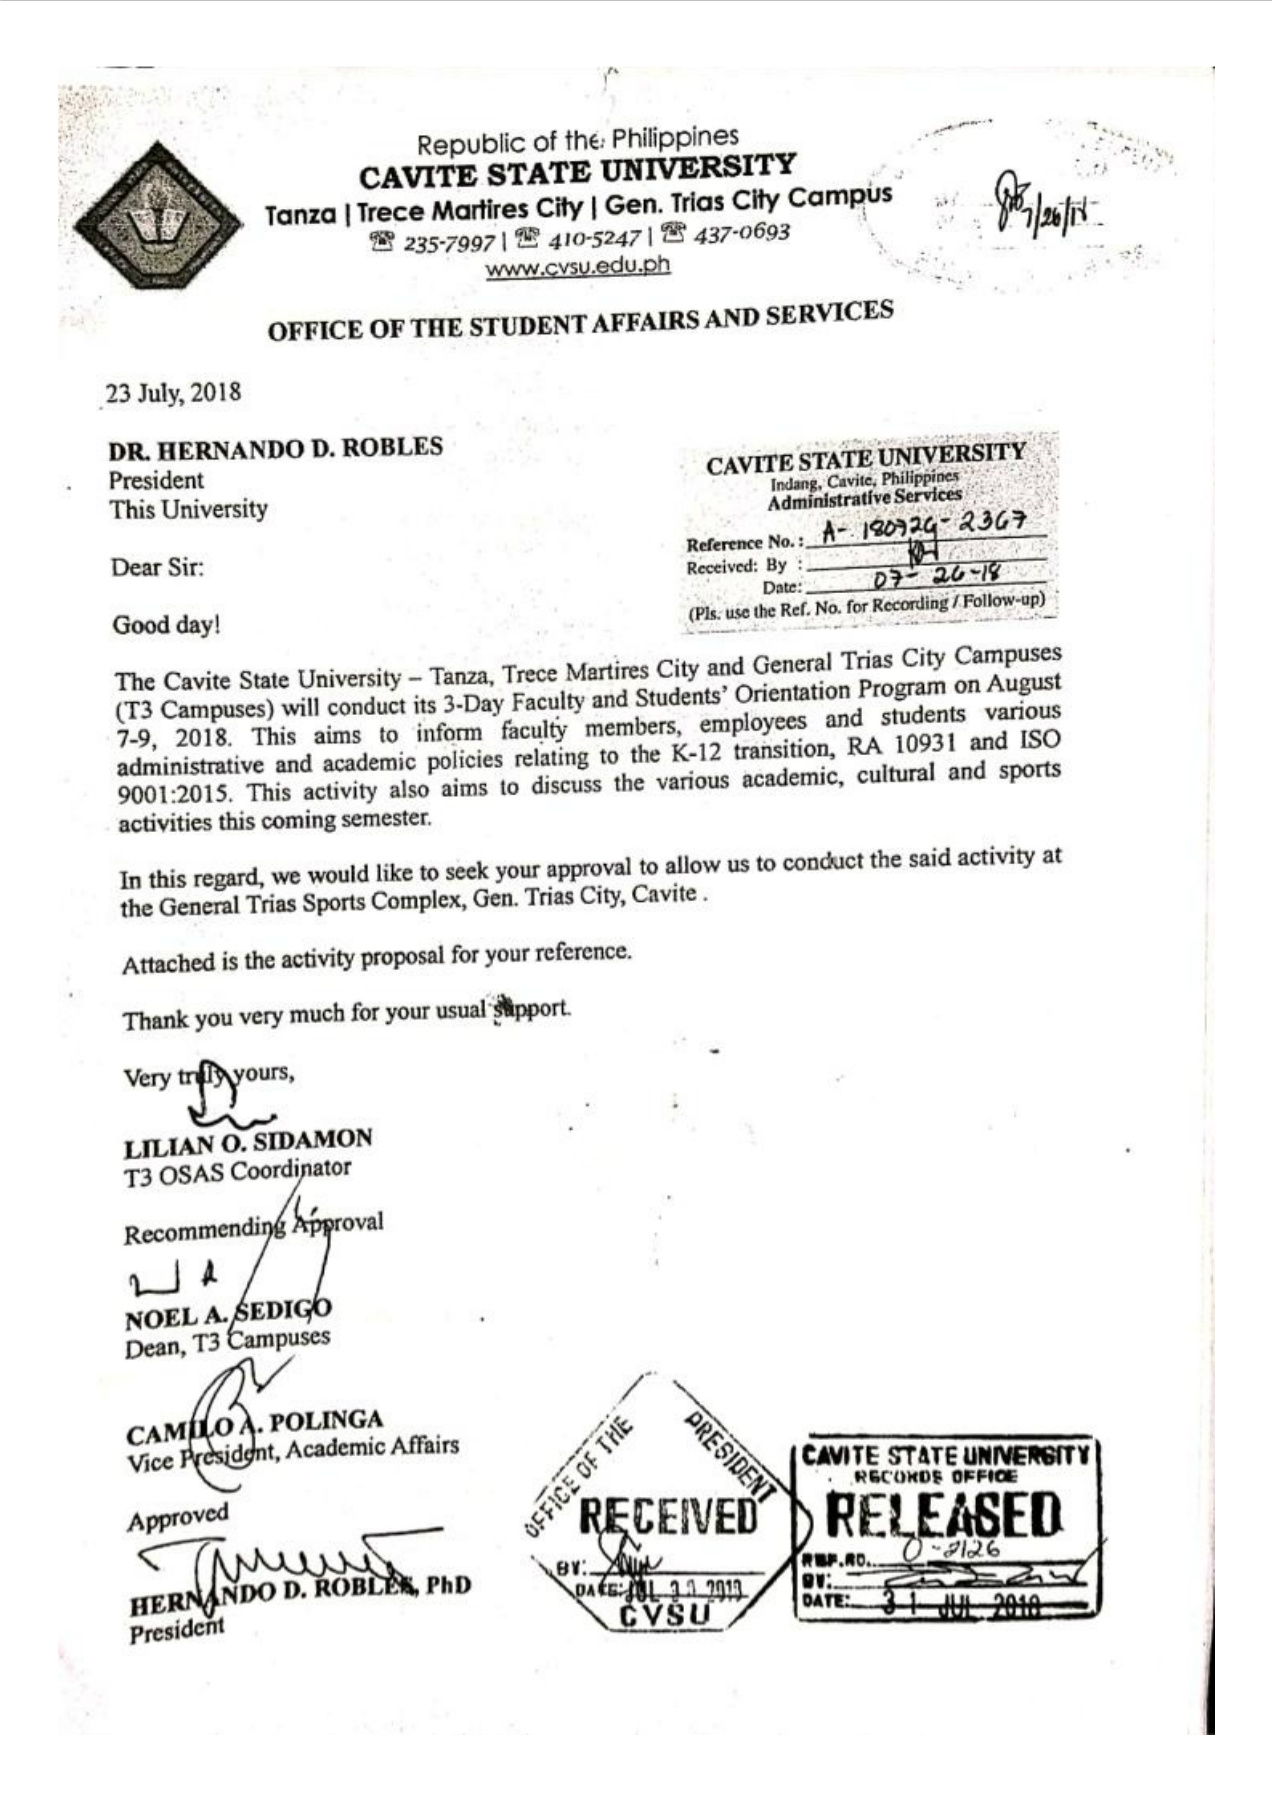 Republic of the Philippines
CAVITE STATE UNIVERSITY
Tanza | Trece Martires City | Gen. Trias City Campus
☏ 235-7997 | ☏ 410-5247 | ☏ 437-0693
www.cvsu.edu.ph
7/26/18
OFFICE OF THE STUDENT AFFAIRS AND SERVICES
23 July, 2018
DR. HERNANDO D. ROBLES
President
This University
CAVITE STATE UNIVERSITY
Indang, Cavite, Philippines
Administrative Services
Reference No.: A- 180726-2367
Received: By :
Date: 07-26-18
(Pls. use the Ref. No. for Recording / Follow-up)
Dear Sir:
Good day!
The Cavite State University – Tanza, Trece Martires City and General Trias City Campuses
(T3 Campuses) will conduct its 3-Day Faculty and Students' Orientation Program on August
7-9, 2018. This aims to inform faculty members, employees and students various
administrative and academic policies relating to the K-12 transition, RA 10931 and ISO
9001:2015. This activity also aims to discuss the various academic, cultural and sports
activities this coming semester.
In this regard, we would like to seek your approval to allow us to conduct the said activity at
the General Trias Sports Complex, Gen. Trias City, Cavite .
Attached is the activity proposal for your reference.
Thank you very much for your usual support.
Very truly yours,
LILIAN O. SIDAMON
T3 OSAS Coordinator
Recommending Approval
NOEL A. SEDIGO
Dean, T3 Campuses
CAMILO A. POLINGA
Vice President, Academic Affairs
Approved
HERNANDO D. ROBLES, PhD
President
OFFICE OF THE PRESIDENT
RECEIVED
BY:
DATE: JUL 30 2018
CVSU
CAVITE STATE UNIVERSITY
RECORDS OFFICE
RELEASED
REF.NO. 0-2126
BY:
DATE: 31 JUL 2018